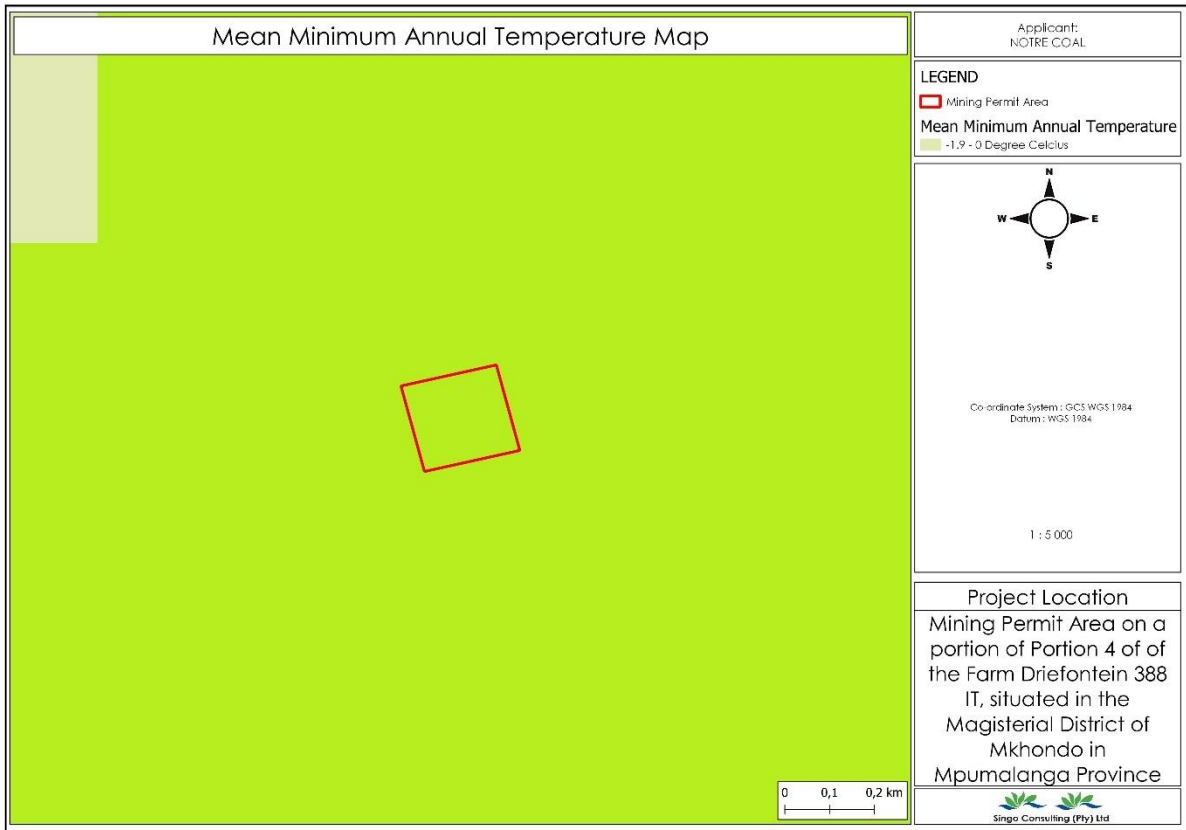 Mean Minimum Annual Temperature Map
Applicant:
NOTRE COAL
LEGEND
Mining Permit Area
Mean Minimum Annual Temperature
-1.9 - 0 Degree Celcius
N
W
E
S
Co-ordinate System : GCS WGS 1984
Datum : WGS 1984
1 : 5 000
Project Location
Mining Permit Area on a
portion of Portion 4 of of
the Farm Driefontein 388
IT, situated in the
Magisterial District of
Mkhondo in
Mpumalanga Province
0 0,1 0,2 km
Singo Consulting (Pty) Ltd